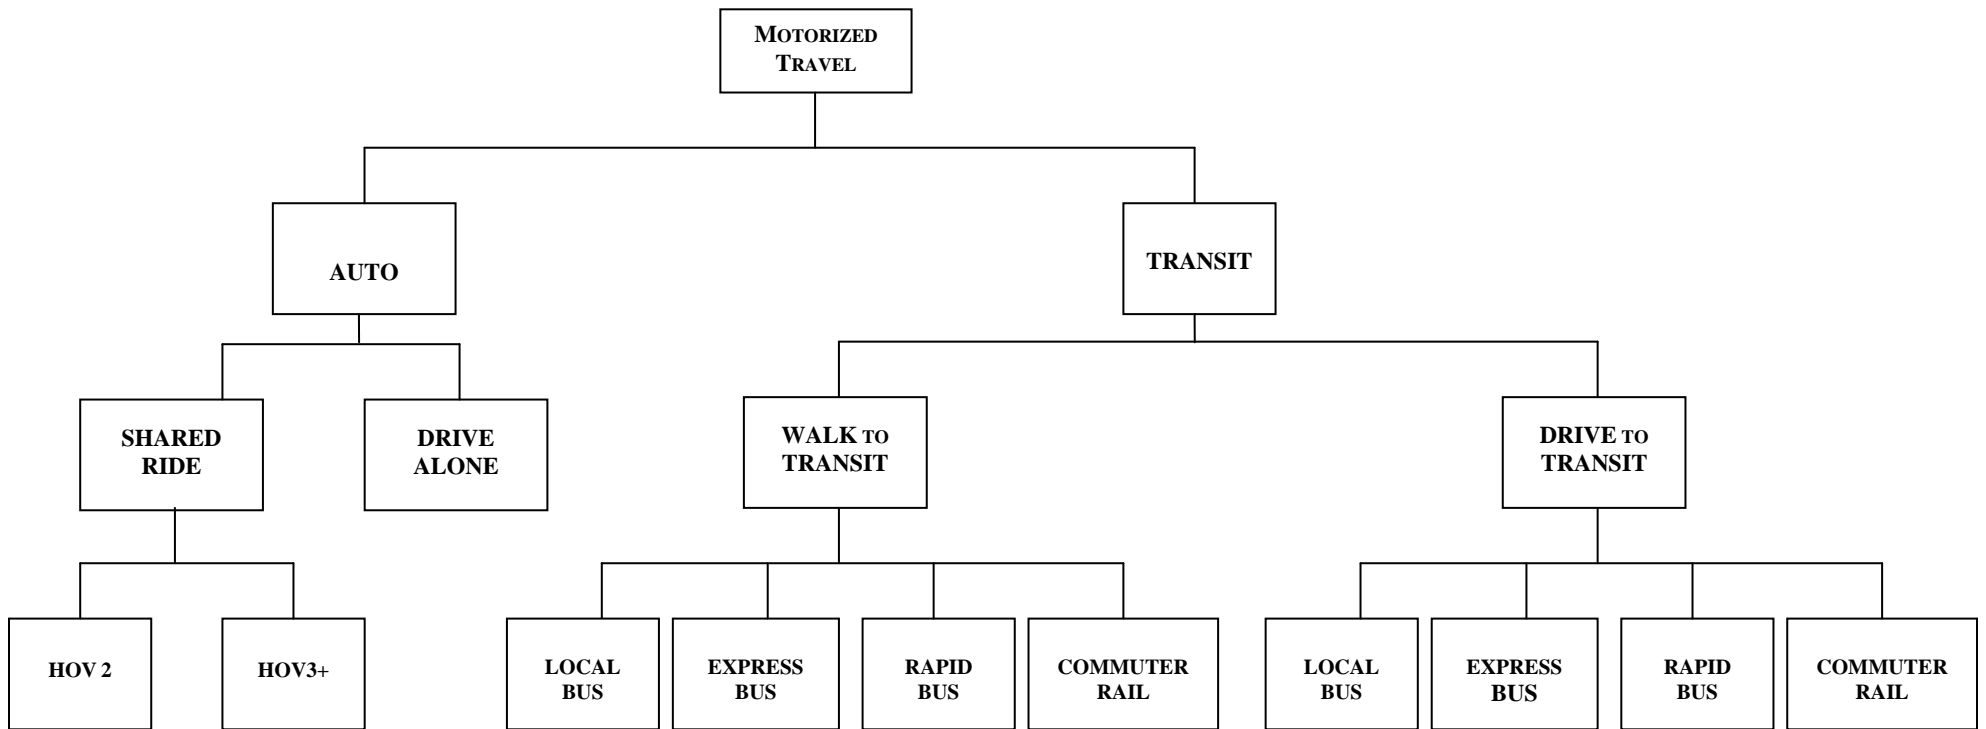 MOTORIZED
TRAVEL
AUTO
TRANSIT
SHARED
RIDE
DRIVE
ALONE
WALK TO
TRANSIT
DRIVE TO
TRANSIT
HOV 2
HOV3+
LOCAL
BUS
EXPRESS
BUS
RAPID
BUS
COMMUTER
RAIL
LOCAL
BUS
EXPRESS
BUS
RAPID
BUS
COMMUTER
RAIL